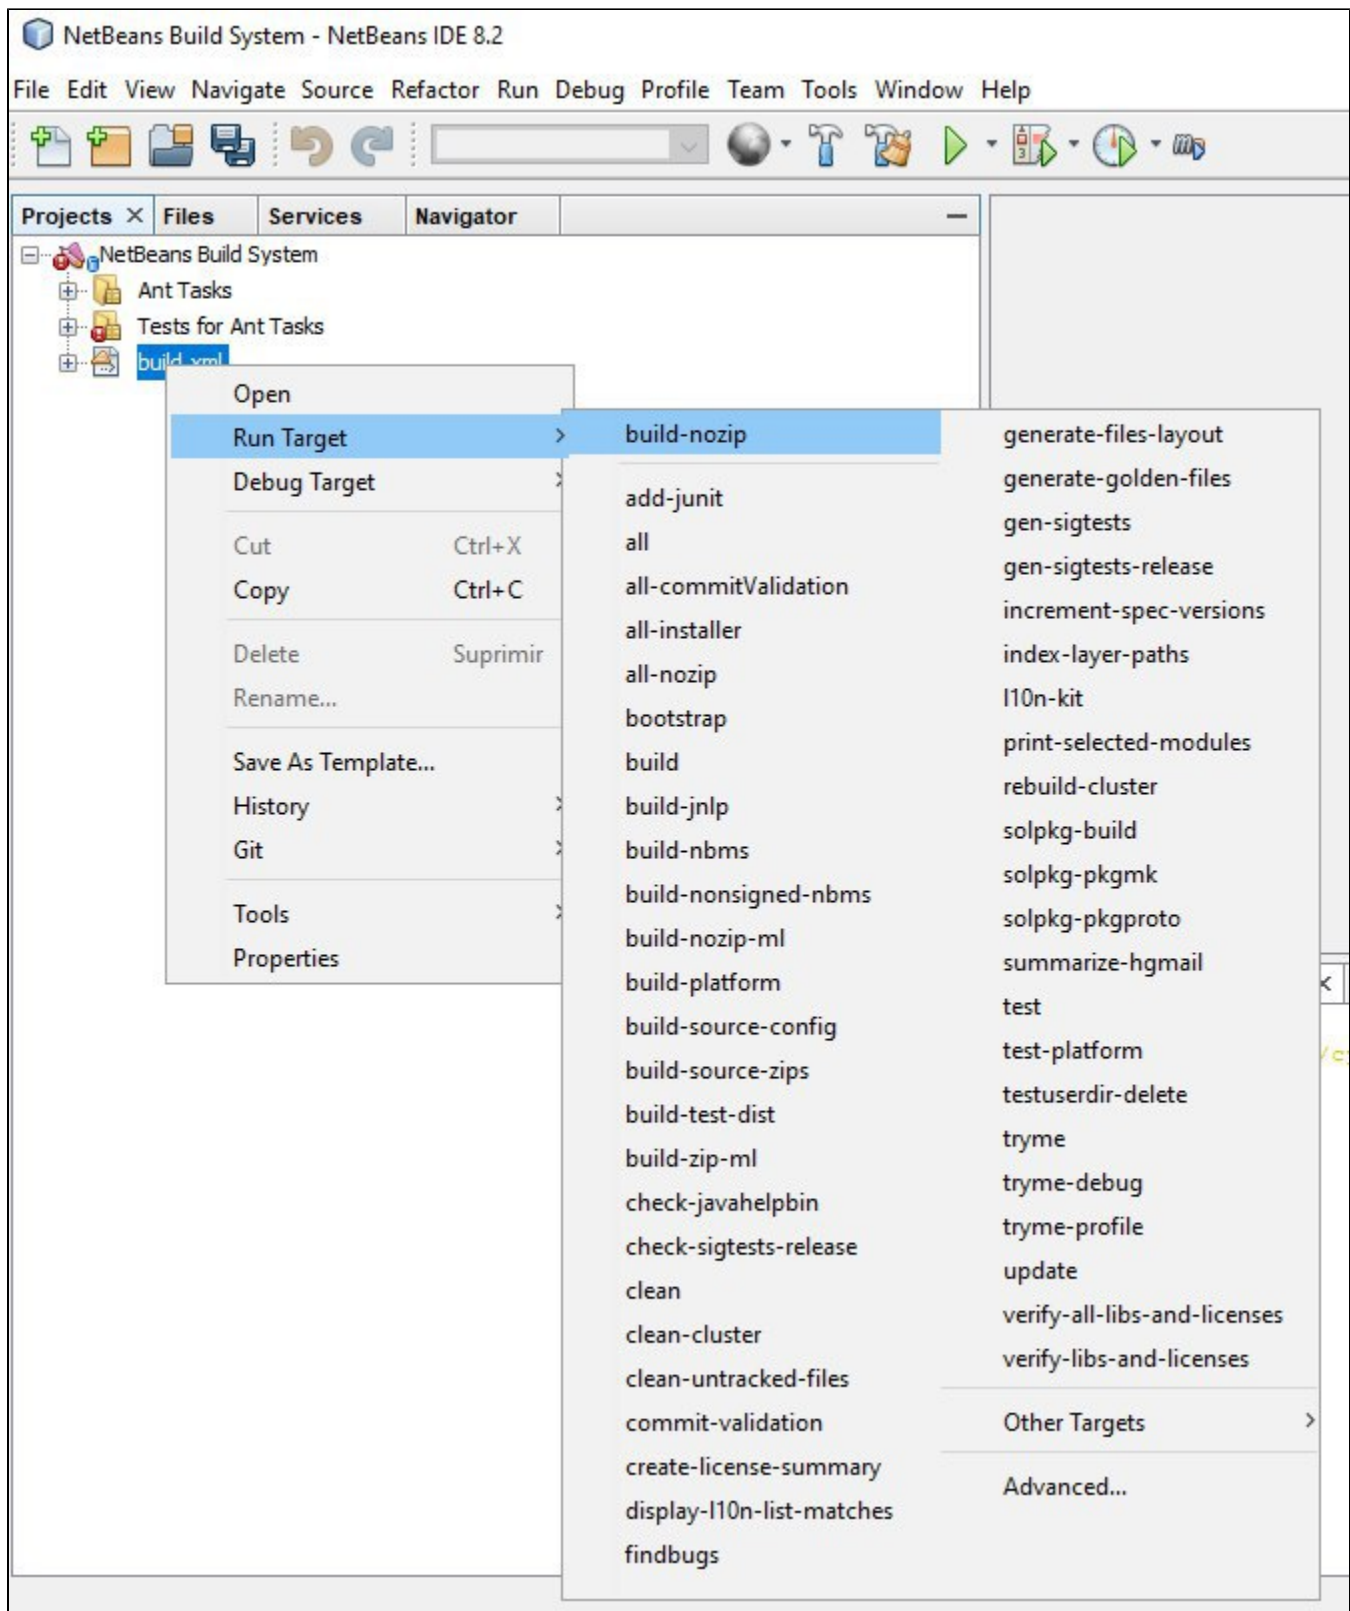 NetBeans Build System - NetBeans IDE 8.2
File Edit View Navigate Source Refactor Run Debug Profile Team Tools Window Help
Projects Files Services Navigator
NetBeans Build System
Ant Tasks
Tests for Ant Tasks
build.xml
Open
Run Target
Debug Target
Cut Ctrl+X
Copy Ctrl+C
Delete Suprimir
Rename...
Save As Template...
History
Git
Tools
Properties
build-nozip
add-junit
all
all-commitValidation
all-installer
all-nozip
bootstrap
build
build-jnlp
build-nbms
build-nonsigned-nbms
build-nozip-ml
build-platform
build-source-config
build-source-zips
build-test-dist
build-zip-ml
check-javahelpbin
check-sigtests-release
clean
clean-cluster
clean-untracked-files
commit-validation
create-license-summary
display-l10n-list-matches
findbugs
generate-files-layout
generate-golden-files
gen-sigtests
gen-sigtests-release
increment-spec-versions
index-layer-paths
l10n-kit
print-selected-modules
rebuild-cluster
solpkg-build
solpkg-pkgmk
solpkg-pkgproto
summarize-hgmail
test
test-platform
testuserdir-delete
tryme
tryme-debug
tryme-profile
update
verify-all-libs-and-licenses
verify-libs-and-licenses
Other Targets
Advanced...